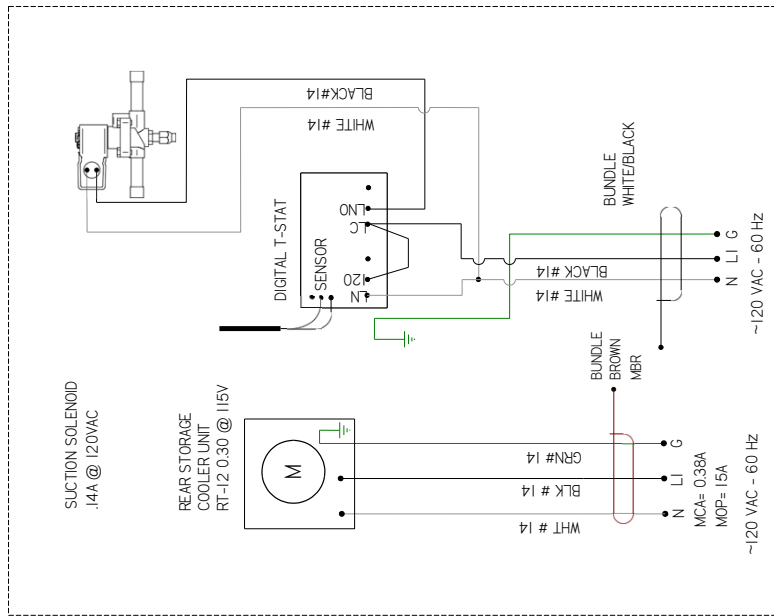 SUCTION SOLENOID
.14A @ 120VAC
REAR STORAGE
COOLER UNIT
RT-12 0.30 @ 115V
M
WHT # 14
BLK # 14
GRN# 14
N
L1
G
MCA= 0.38A
MOP= 15A
~120 VAC - 60 Hz
BUNDLE
BROWN
MBR
BLACK#14
WHITE #14
DIGITAL T-STAT
SENSOR
LN
120
LC
LNO
WHITE #14
BLACK #14
BUNDLE
WHITE/BLACK
N
L1
G
~120 VAC - 60 Hz